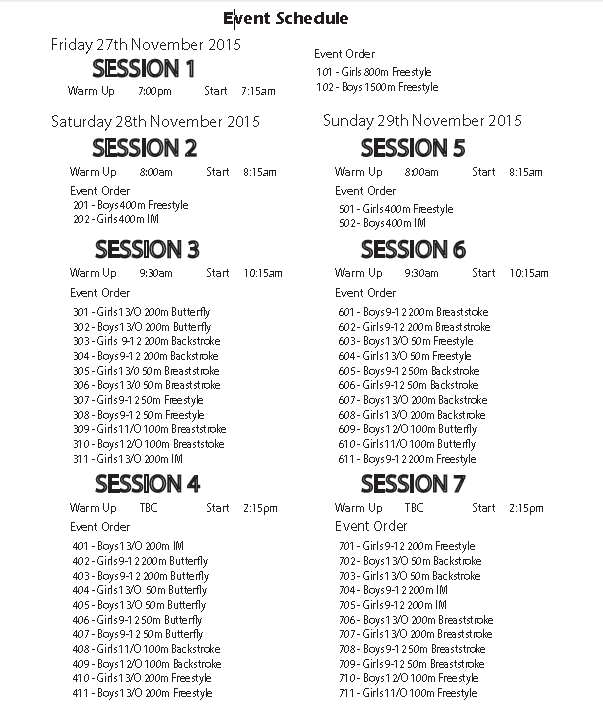 Event Schedule
Friday 27th November 2015
SESSION 1
Warm Up 7:00pm Start 7:15am
Event Order
101 - Girls 800m Freestyle
102 - Boys 1500m Freestyle
Saturday 28th November 2015
SESSION 2
Warm Up 8:00am Start 8:15am
Event Order
201 - Boys 400m Freestyle
202 - Girls 400m IM
SESSION 3
Warm Up 9:30am Start 10:15am
Event Order
301 - Girls 13/O 200m Butterfly
302 - Boys 13/O 200m Butterfly
303 - Girls 9-12 200m Backstroke
304 - Boys 9-12 200m Backstroke
305 - Girls 13/0 50m Breaststroke
306 - Boys 13/0 50m Breaststroke
307 - Girls 9-12 50m Freestyle
308 - Boys 9-12 50m Freestyle
309 - Girls 11/O 100m Breaststroke
310 - Boys 12/O 100m Breaststoke
311 - Girls 13/O 200m IM
SESSION 4
Warm Up TBC Start 2:15pm
Event Order
401 - Boys 13/O 200m IM
402 - Girls 9-12 200m Butterfly
403 - Boys 9-12 200m Butterfly
404 - Girls 13/O 50m Butterfly
405 - Boys 13/O 50m Butterfly
406 - Girls 9-12 50m Butterfly
407 - Boys 9-12 50m Butterfly
408 - Girls 11/O 100m Backstroke
409 - Boys 12/O 100m Backstroke
410 - Girls 13/O 200m Freestyle
411 - Boys 13/O 200m Freestyle
Sunday 29th November 2015
SESSION 5
Warm Up 8:00am Start 8:15am
Event Order
501 - Girls 400m Freestyle
502 - Boys 400m IM
SESSION 6
Warm Up 9:30am Start 10:15am
Event Order
601 - Boys 9-12 200m Breaststoke
602 - Girls 9-12 200m Breaststroke
603 - Boys 13/O 50m Freestyle
604 - Girls 13/O 50m Freestyle
605 - Boys 9-12 50m Backstroke
606 - Girls 9-12 50m Backstroke
607 - Boys 13/O 200m Backstroke
608 - Girls 13/O 200m Backstroke
609 - Boys 12/O 100m Butterfly
610 - Girls 11/O 100m Butterfly
611 - Boys 9-12 200m Freestyle
SESSION 7
Warm Up TBC Start 2:15pm
Event Order
701 - Girls 9-12 200m Freestyle
702 - Boys 13/O 50m Backstroke
703 - Girls 13/O 50m Backstroke
704 - Boys 9-12 200m IM
705 - Girls 9-12 200m IM
706 - Boys 13/O 200m Breaststroke
707 - Girls 13/O 200m Breaststroke
708 - Boys 9-12 50m Breaststroke
709 - Girls 9-12 50m Breaststroke
710 - Boys 12/O 100m Freestyle
711 - Girls 11/O 100m Freestyle